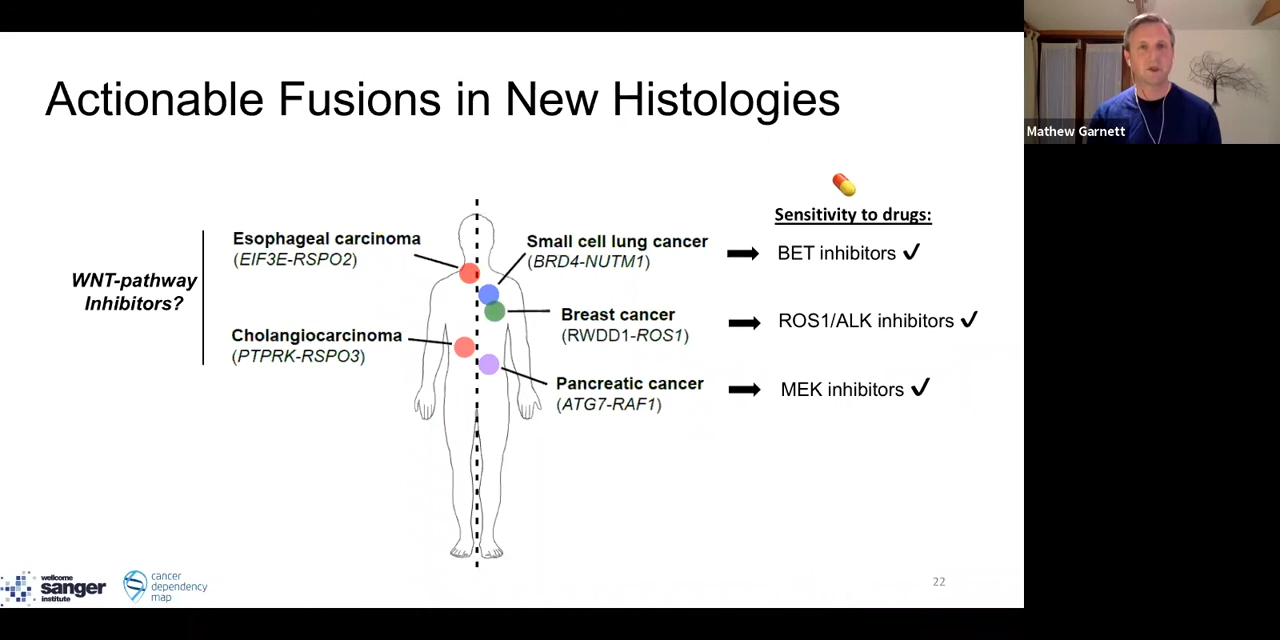 Actionable Fusions in New Histologies
Mathew Garnett
Sensitivity to drugs:
WNT-pathway
Inhibitors?
Esophageal carcinoma
(EIF3E-RSPO2)
Cholangiocarcinoma
(PTPRK-RSPO3)
Small cell lung cancer
(BRD4-NUTM1)
BET inhibitors ✓
Breast cancer
(RWDD1-ROS1)
ROS1/ALK inhibitors ✓
Pancreatic cancer
(ATG7-RAF1)
MEK inhibitors ✓
wellcome
sanger
institute
cancer
dependency
map
22